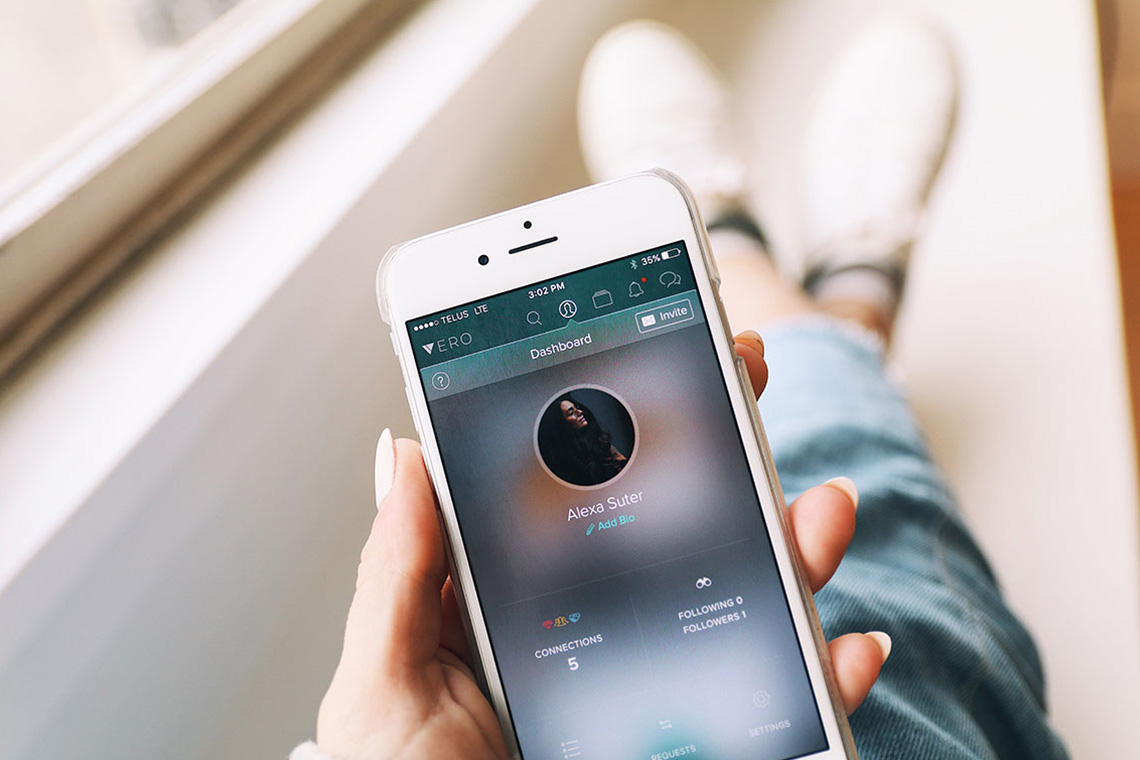 TELUS LTE 3:02 PM 35%
VERO
? Dashboard Invite
Alexa Suter
Add Bio
CONNECTIONS
5
FOLLOWING 0
FOLLOWERS 1
REQUESTS
SETTINGS